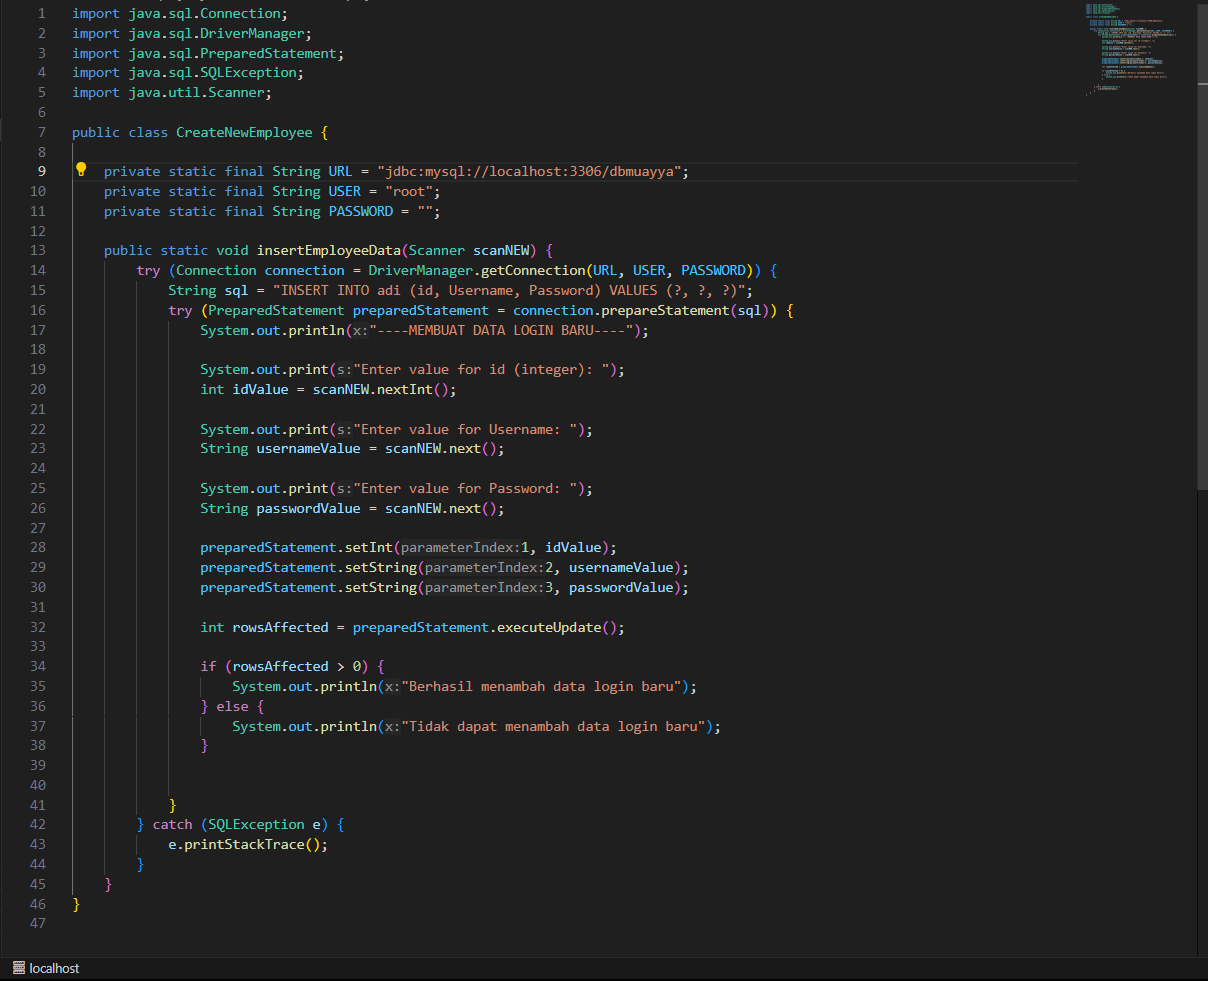 1 import java.sql.Connection;
2 import java.sql.DriverManager;
3 import java.sql.PreparedStatement;
4 import java.sql.SQLException;
5 import java.util.Scanner;
6
7 public class CreateNewEmployee {
8
9 private static final String URL = "jdbc:mysql://localhost:3306/dbmuayya";
10 private static final String USER = "root";
11 private static final String PASSWORD = "";
12
13 public static void insertEmployeeData(Scanner scanNEW) {
14 try (Connection connection = DriverManager.getConnection(URL, USER, PASSWORD)) {
15 String sql = "INSERT INTO adi (id, Username, Password) VALUES (?, ?, ?)";
16 try (PreparedStatement preparedStatement = connection.prepareStatement(sql)) {
17 System.out.println(x:"----MEMBUAT DATA LOGIN BARU----");
18
19 System.out.print(s:"Enter value for id (integer): ");
20 int idValue = scanNEW.nextInt();
21
22 System.out.print(s:"Enter value for Username: ");
23 String usernameValue = scanNEW.next();
24
25 System.out.print(s:"Enter value for Password: ");
26 String passwordValue = scanNEW.next();
27
28 preparedStatement.setInt(parameterIndex:1, idValue);
29 preparedStatement.setString(parameterIndex:2, usernameValue);
30 preparedStatement.setString(parameterIndex:3, passwordValue);
31
32 int rowsAffected = preparedStatement.executeUpdate();
33
34 if (rowsAffected > 0) {
35 System.out.println(x:"Berhasil menambah data login baru");
36 } else {
37 System.out.println(x:"Tidak dapat menambah data login baru");
38 }
39
40
41 }
42 } catch (SQLException e) {
43 e.printStackTrace();
44 }
45 }
46 }
47
localhost